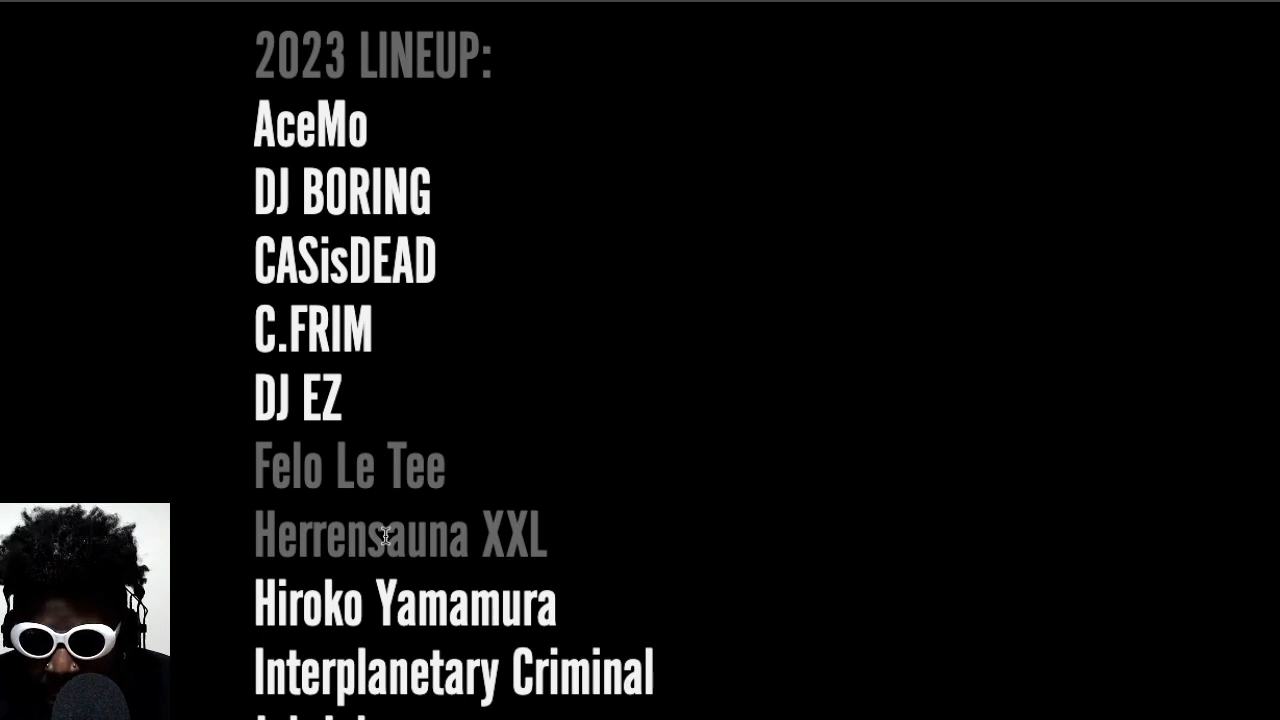 2023 LINEUP:
AceMo
DJ BORING
CASisDEAD
C.FRIM
DJ EZ
Felo Le Tee
Herrensauna XXL
Hiroko Yamamura
Interplanetary Criminal